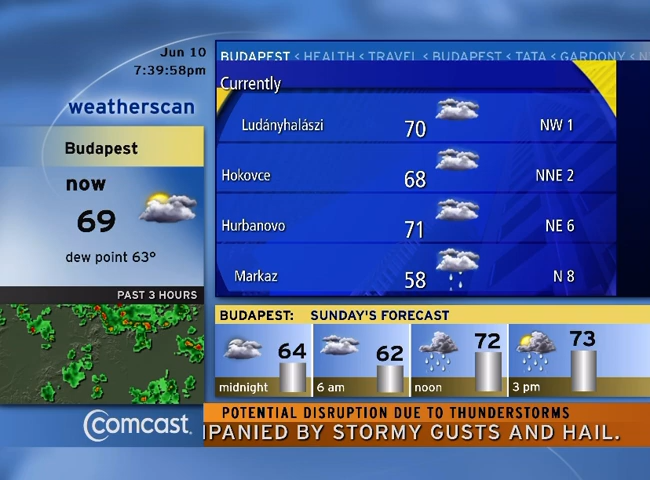 Jun 10
7:39:58pm
weatherscan
Budapest
now
69
dew point 63°
PAST 3 HOURS
Comcast
BUDAPEST < HEALTH < TRAVEL < BUDAPEST < TATA < GARDONY < N
Currently
Ludányhalászi 70 NW 1
Hokovce 68 NNE 2
Hurbanovo 71 NE 6
Markaz 58 N 8
BUDAPEST: SUNDAY'S FORECAST
64 62 72 73
midnight 6 am noon 3 pm
POTENTIAL DISRUPTION DUE TO THUNDERSTORMS
MPANIED BY STORMY GUSTS AND HAIL.